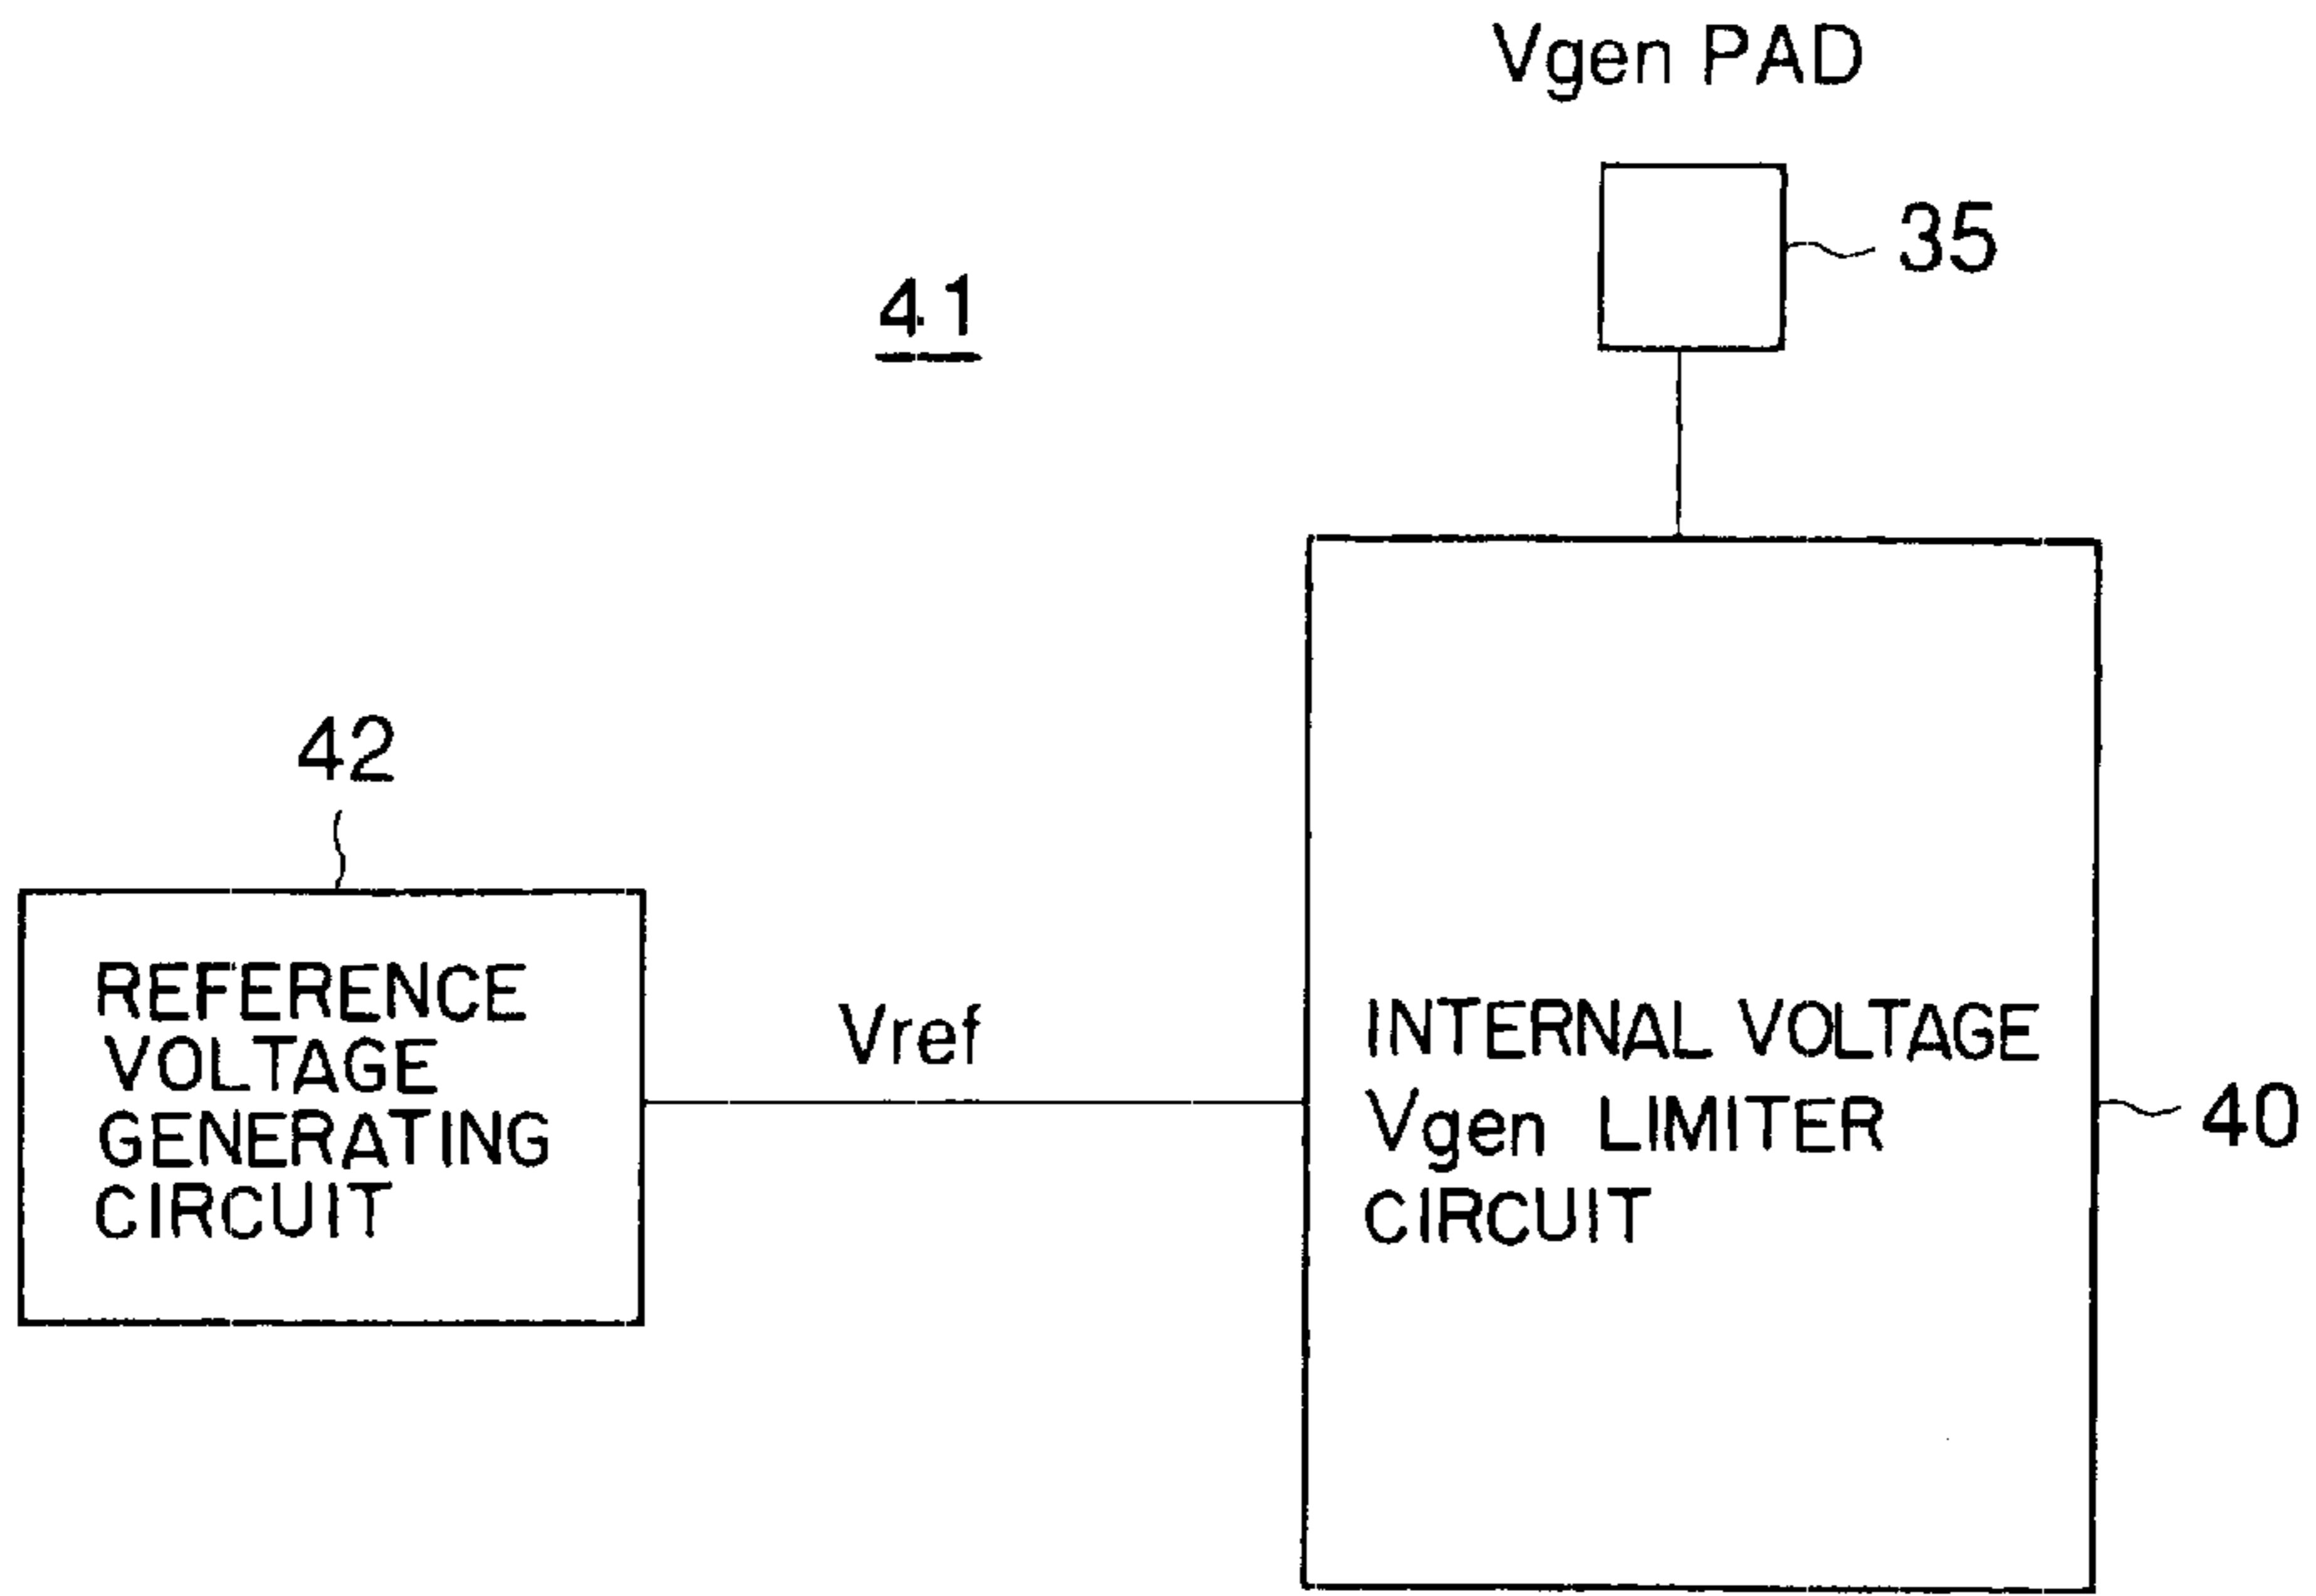 Vgen PAD
35
41
42
REFERENCE
VOLTAGE
GENERATING
CIRCUIT
Vref
INTERNAL VOLTAGE
Vgen LIMITER
CIRCUIT
40